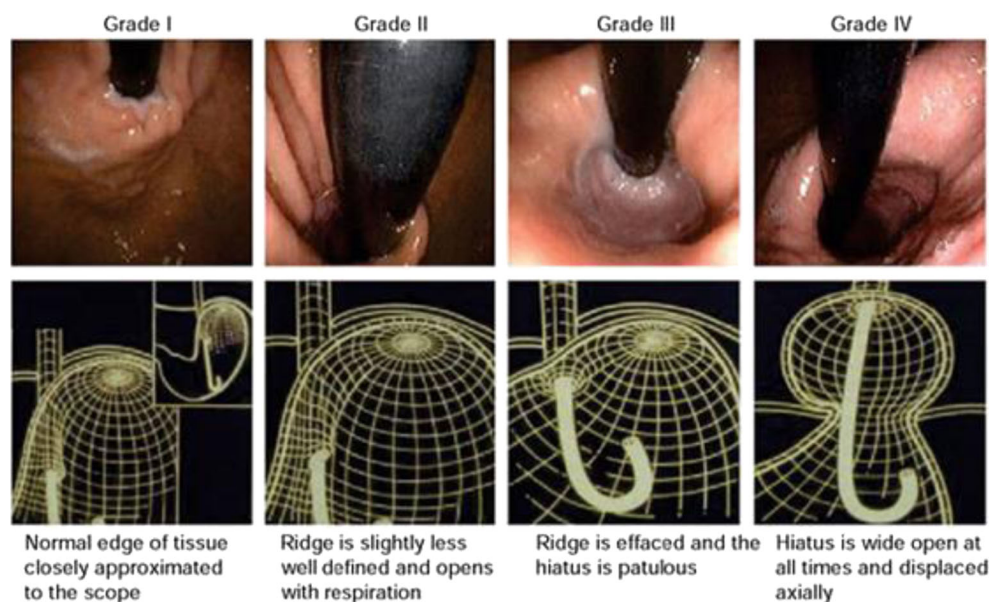 Grade I
Grade II
Grade III
Grade IV
Normal edge of tissue
closely approximated
to the scope
Ridge is slightly less
well defined and opens
with respiration
Ridge is effaced and the
hiatus is patulous
Hiatus is wide open at
all times and displaced
axially